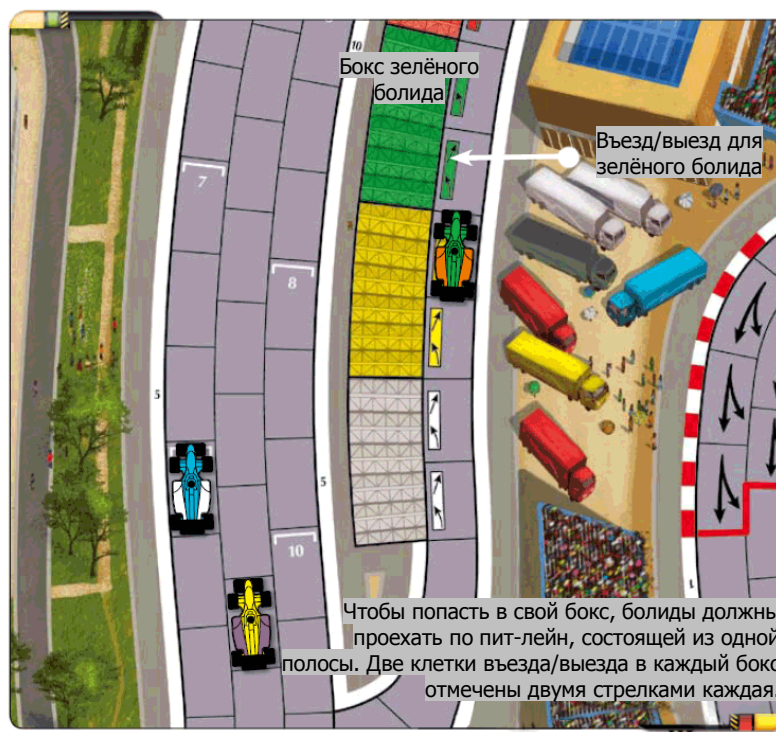 10
Бокс зелёного
болида
Въезд/выезд для
зелёного болида
7
8
5
5
10
1
Чтобы попасть в свой бокс, болиды должны
проехать по пит-лейн, состоящей из одной
полосы. Две клетки въезда/выезда в каждый бокс
отмечены двумя стрелками каждая.